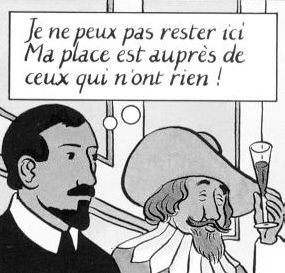 Je ne peux pas rester ici
Ma place est auprès de
ceux qui n'ont rien !